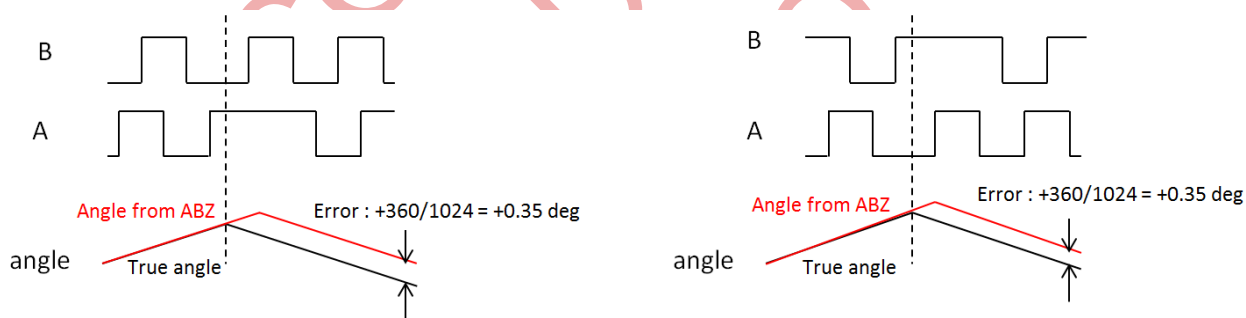 B
A
Angle from ABZ
Error : +360/1024 = +0.35 deg
angle
True angle
B
A
Angle from ABZ
Error : +360/1024 = +0.35 deg
angle
True angle